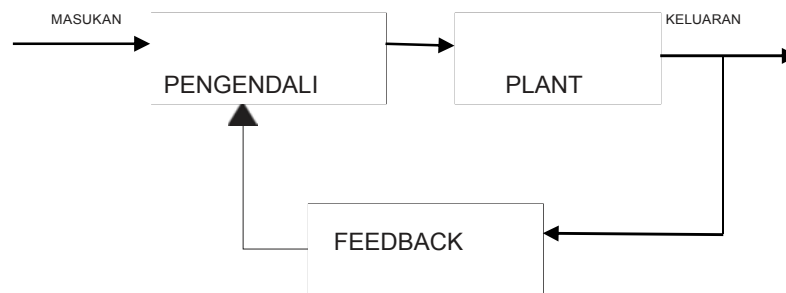 MASUKAN
KELUARAN
PENGENDALI
PLANT
FEEDBACK